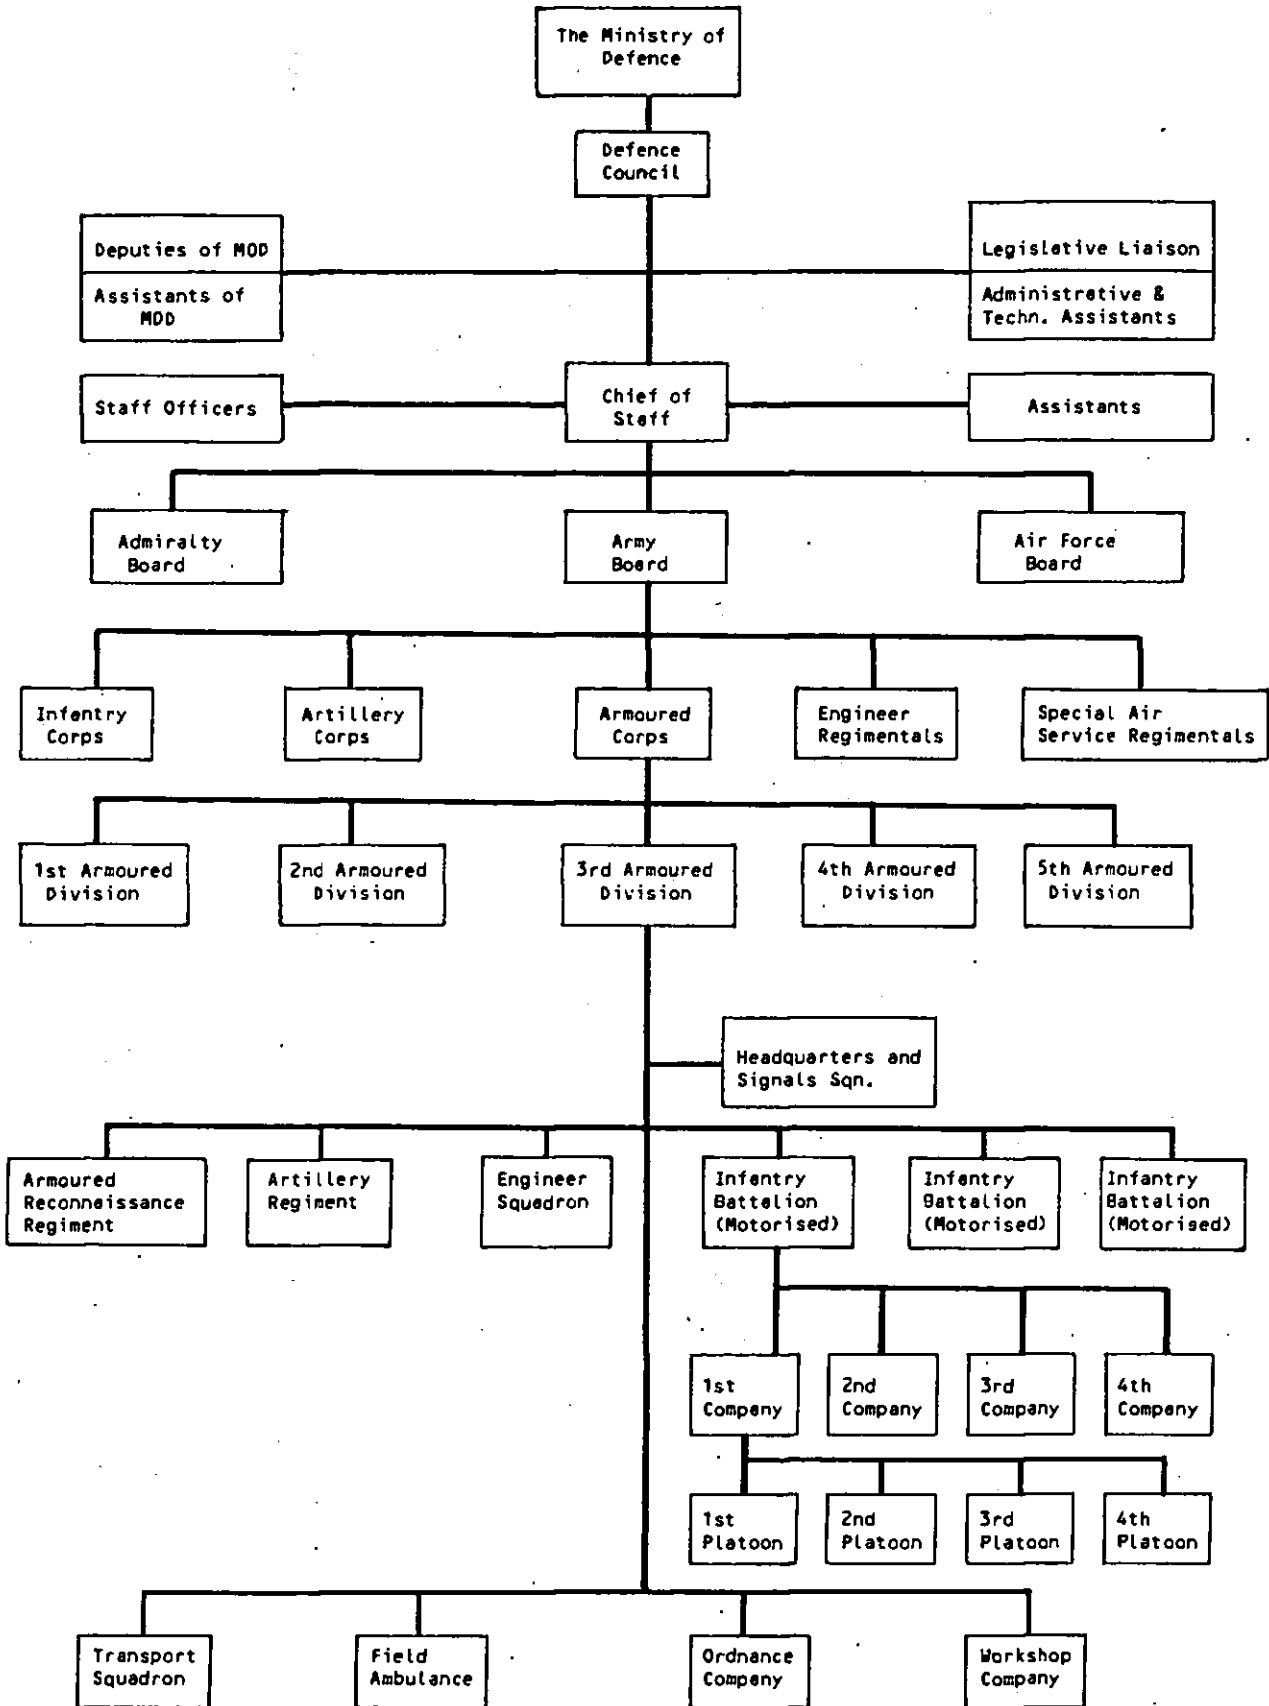 The Ministry of
Defence
Defence
Council
Deputies of MOD
Assistants of
MOD
Legislative Liaison
Administrative &
Techn. Assistants
Staff Officers
Chief of
Staff
Assistants
Admiralty
Board
Army
Board
Air Force
Board
Infantry
Corps
Artillery
Corps
Armoured
Corps
Engineer
Regimentals
Special Air
Service Regimentals
1st Armoured
Division
2nd Armoured
Division
3rd Armoured
Division
4th Armoured
Division
5th Armoured
Division
Headquarters and
Signals Sqn.
Armoured
Reconnaissance
Regiment
Artillery
Regiment
Engineer
Squadron
Infantry
Battalion
(Motorised)
Infantry
Battalion
(Motorised)
Infantry
Battalion
(Motorised)
1st
Company
2nd
Company
3rd
Company
4th
Company
1st
Platoon
2nd
Platoon
3rd
Platoon
4th
Platoon
Transport
Squadron
Field
Ambulance
Ordnance
Company
Workshop
Company